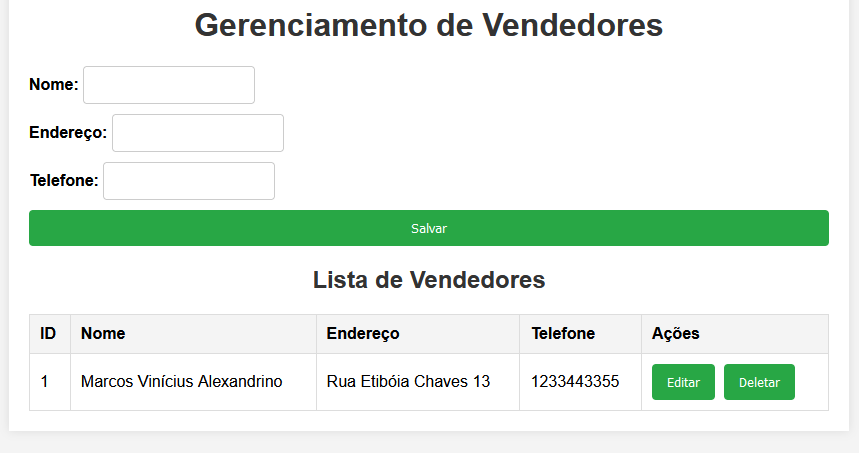 Gerenciamento de Vendedores
Nome:
Endereço:
Telefone:
Salvar
Lista de Vendedores
ID Nome Endereço Telefone Ações
1 Marcos Vinícius Alexandrino Rua Etibóia Chaves 13 1233443355 Editar Deletar